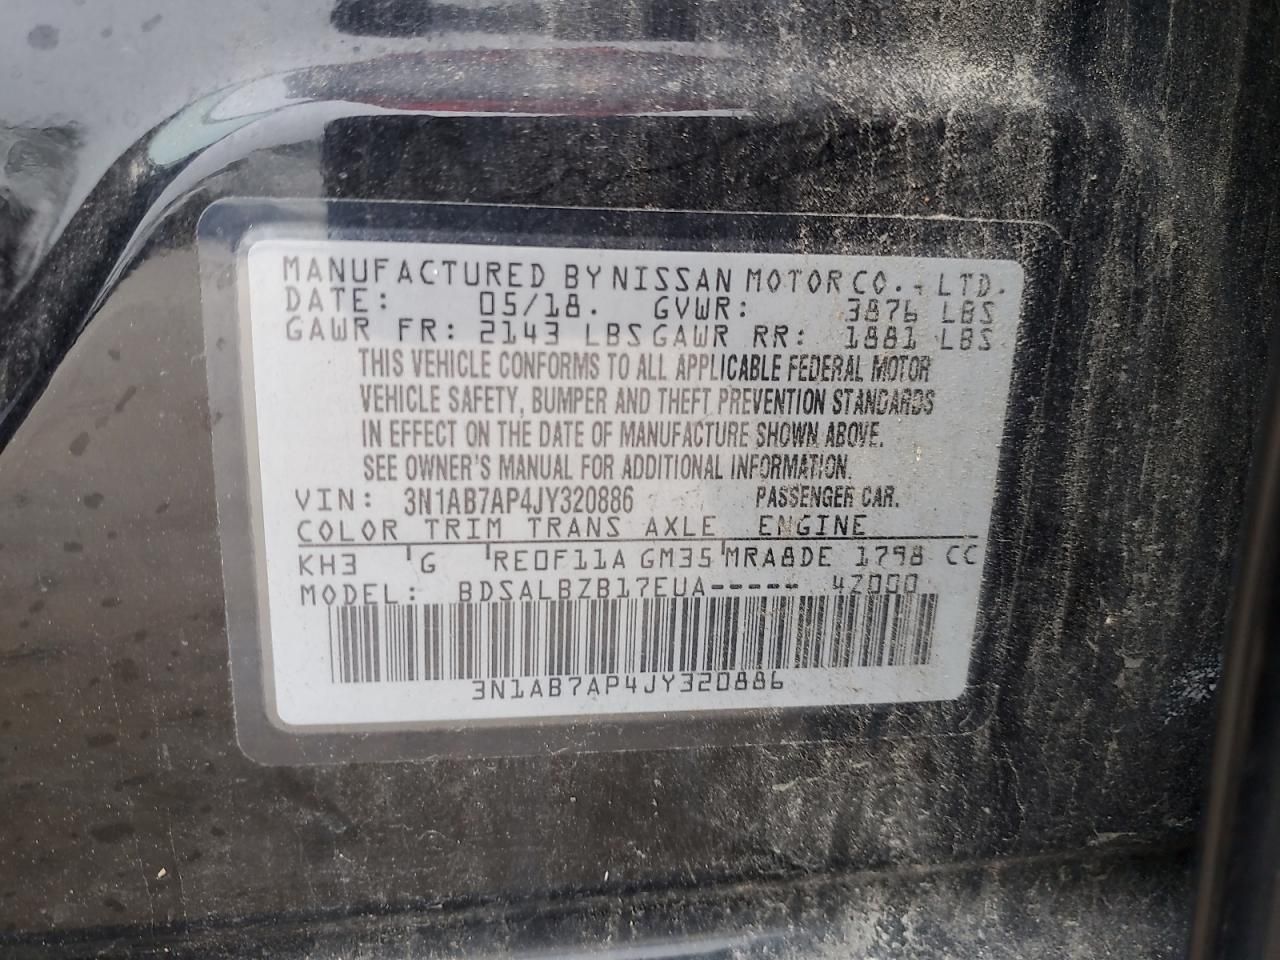 MANUFACTURED BY NISSAN MOTOR CO., LTD.
DATE: 05/18. GVWR: 3876 LBS
GAWR FR: 2143 LBS GAWR RR: 1881 LBS
THIS VEHICLE CONFORMS TO ALL APPLICABLE FEDERAL MOTOR
VEHICLE SAFETY, BUMPER AND THEFT PREVENTION STANDARDS
IN EFFECT ON THE DATE OF MANUFACTURE SHOWN ABOVE.
SEE OWNER'S MANUAL FOR ADDITIONAL INFORMATION.
VIN: 3N1AB7AP4JY320886 PASSENGER CAR.
COLOR TRIM TRANS AXLE ENGINE
KH3 G RE0F11A GM35 MRA8DE 1798 CC
MODEL: BDSALBZB17EUA----- 4Z000
3N1AB7AP4JY320886